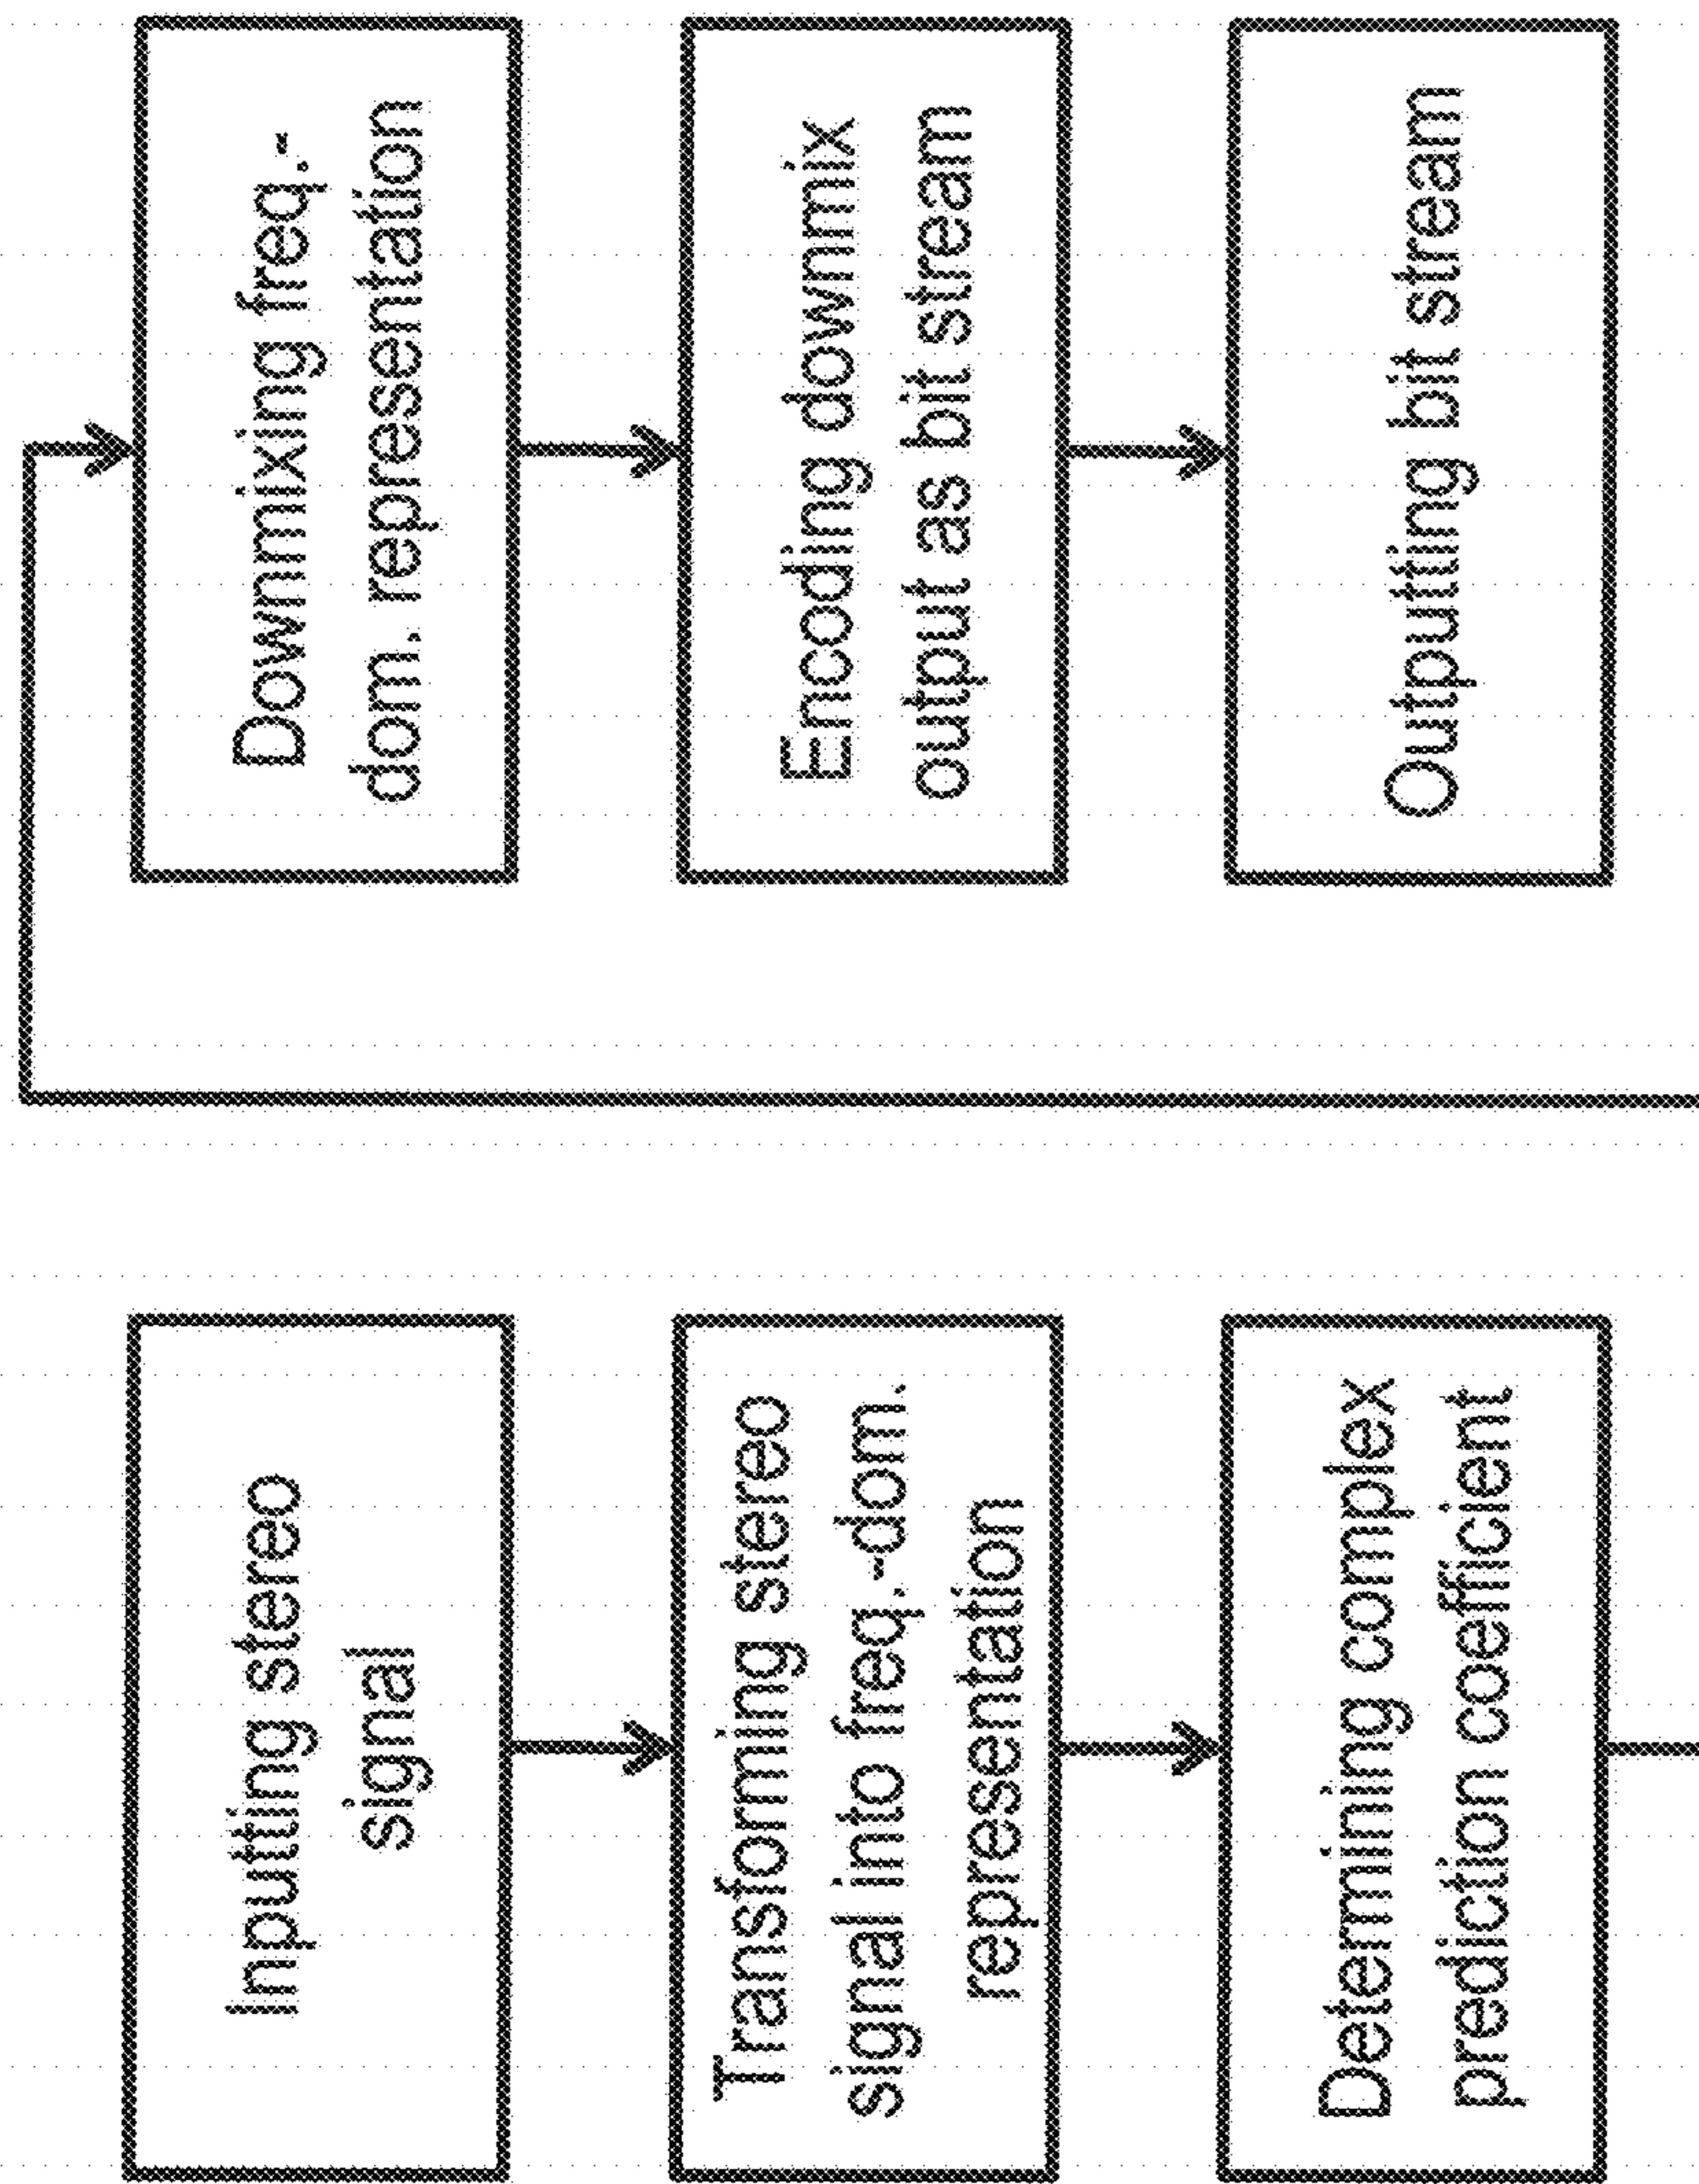 Inputting stereo
signal
Transforming stereo
signal into freq.-dom.
representation
Determining complex
prediction coefficient
Downmixing freq.-
dom. representation
Encoding downmix
output as bit stream
Outputting bit stream